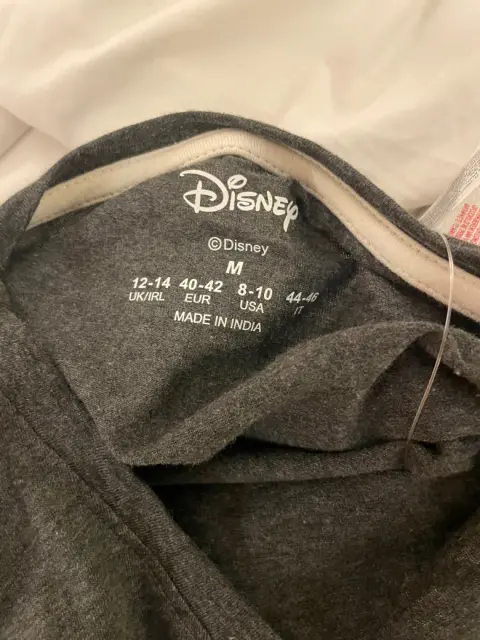 Disney
©Disney
M
12-14 40-42 8-10 44-46
UK/IRL EUR USA IT
MADE IN INDIA